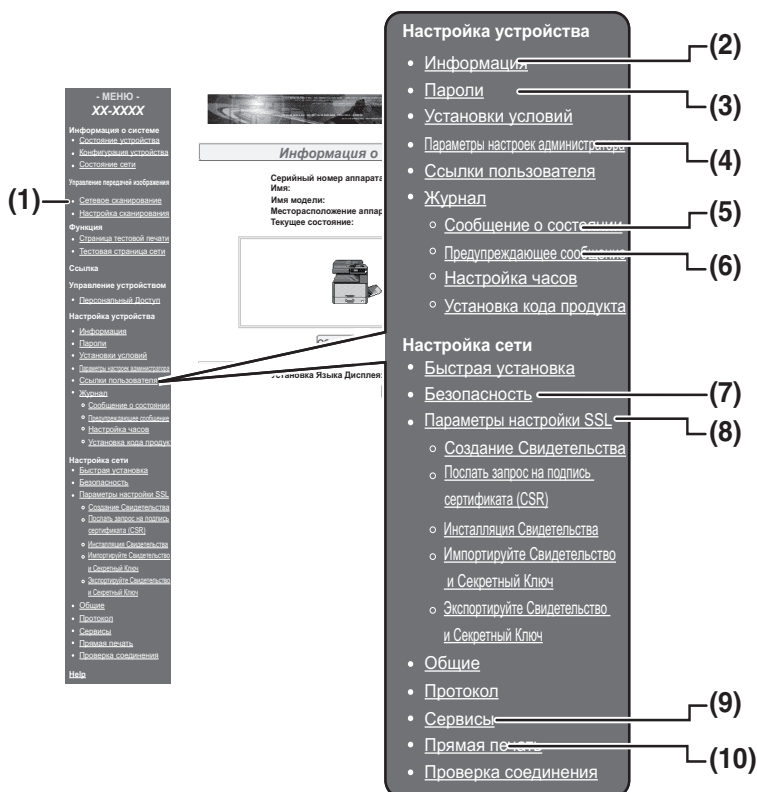 - МЕНЮ -
XX-XXXX
Информация о системе
• Состояние устройства
• Конфигурация устройства
• Состояние сети
Управление передачей изображения
• Сетевое сканирование
• Настройка сканирования
Функция
• Страница тестовой печати
• Тестовая страница сети
Ссылка
Управление устройством
• Персональный Доступ
Настройка устройства
• Информация
• Пароли
• Установки условий
• Параметры настроек администратора
• Ссылки пользователя
• Журнал
Сообщение о состоянии
Предупреждающее сообщение
Настройка часов
Установка кода продукт
Настройка сети
• Быстрая установка
• Безопасность
• Параметры настройки SSL
Создание Свидетельства
Послать запрос на подпись
сертификата (CSR)
Инсталляция Свидетельства
Импортируйте Свидетельство
и Секретный Ключ
Экспортируйте Свидетельство
и Секретный Ключ
• Общие
• Протокол
• Сервисы
• Прямая печать
• Проверка соединения
Help
(1)
Информация о
Серийный номер аппарата
Имя:
Имя модели:
Месторасположение аппар
Текущее состояние:
Установка Языка Дисплея:
Настройка устройства
• Информация
• Пароли
• Установки условий
• Параметры настроек администратора
• Ссылки пользователя
• Журнал
Сообщение о состоянии
Предупреждающее сообщение
Настройка часов
Установка кода продукта
Настройка сети
• Быстрая установка
• Безопасность
• Параметры настройки SSL
Создание Свидетельства
Послать запрос на подпись
сертификата (CSR)
Инсталляция Свидетельства
Импортируйте Свидетельство
и Секретный Ключ
Экспортируйте Свидетельство
и Секретный Ключ
• Общие
• Протокол
• Сервисы
• Прямая печать
• Проверка соединения
(2)
(3)
(4)
(5)
(6)
(7)
(8)
(9)
(10)